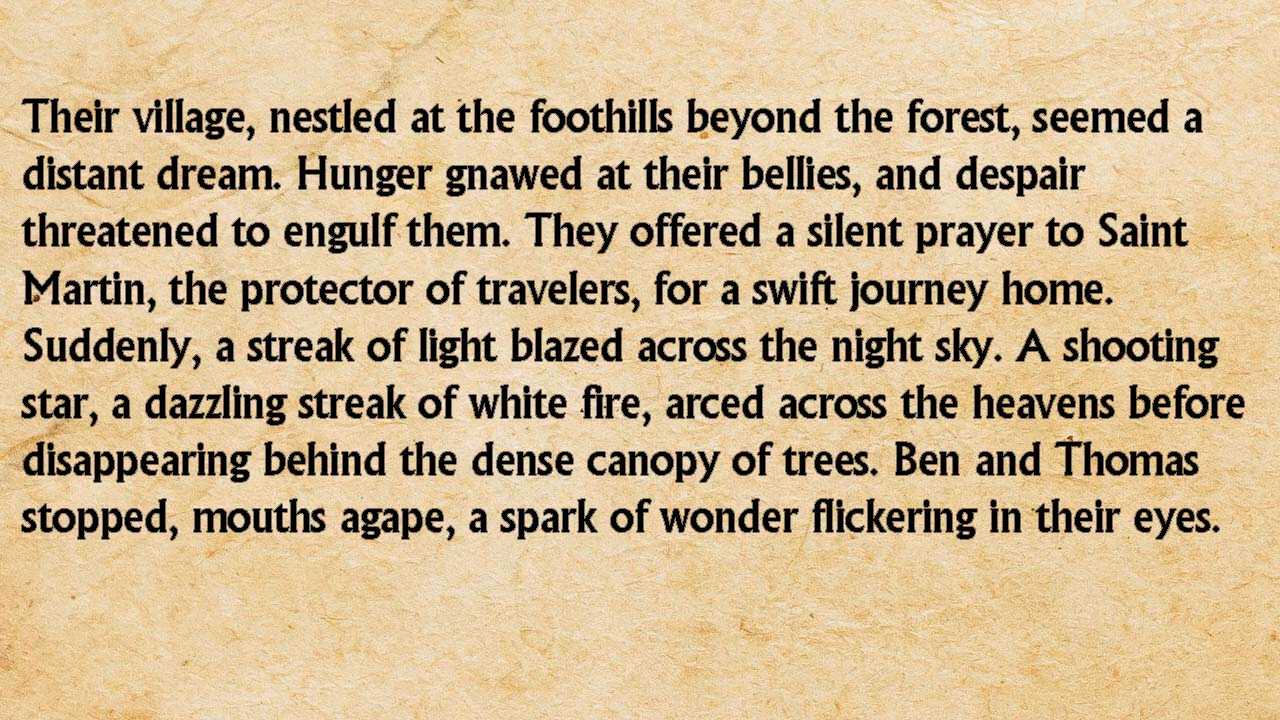 Their village, nestled at the foothills beyond the forest, seemed a
distant dream. Hunger gnawed at their bellies, and despair
threatened to engulf them. They offered a silent prayer to Saint
Martin, the protector of travelers, for a swift journey home.
Suddenly, a streak of light blazed across the night sky. A shooting
star, a dazzling streak of white fire, arced across the heavens before
disappearing behind the dense canopy of trees. Ben and Thomas
stopped, mouths agape, a spark of wonder flickering in their eyes.